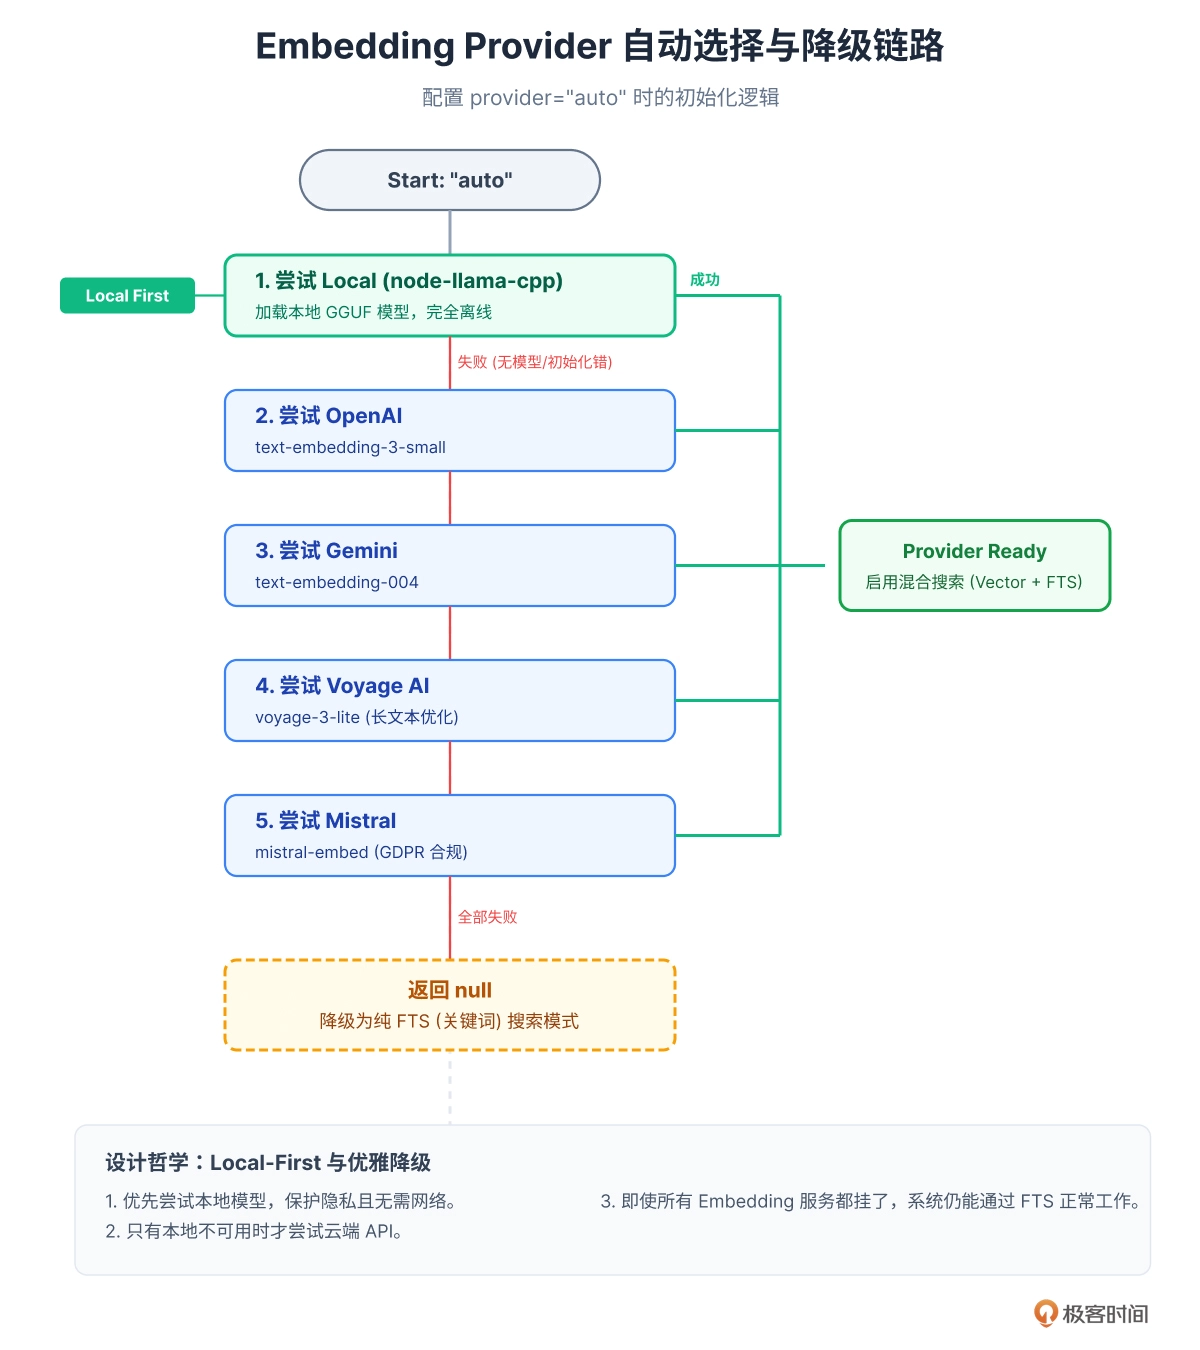 Embedding Provider 自动选择与降级链路
配置 provider="auto" 时的初始化逻辑
Start: "auto"
Local First
1. 尝试 Local (node-llama-cpp)
加载本地 GGUF 模型，完全离线
成功
失败 (无模型/初始化错)
2. 尝试 OpenAI
text-embedding-3-small
3. 尝试 Gemini
text-embedding-004
Provider Ready
启用混合搜索 (Vector + FTS)
4. 尝试 Voyage AI
voyage-3-lite (长文本优化)
5. 尝试 Mistral
mistral-embed (GDPR 合规)
全部失败
返回 null
降级为纯 FTS (关键词) 搜索模式
设计哲学：Local-First 与优雅降级
1. 优先尝试本地模型，保护隐私且无需网络。
2. 只有本地不可用时才尝试云端 API。
3. 即使所有 Embedding 服务都挂了，系统仍能通过 FTS 正常工作。
极客时间